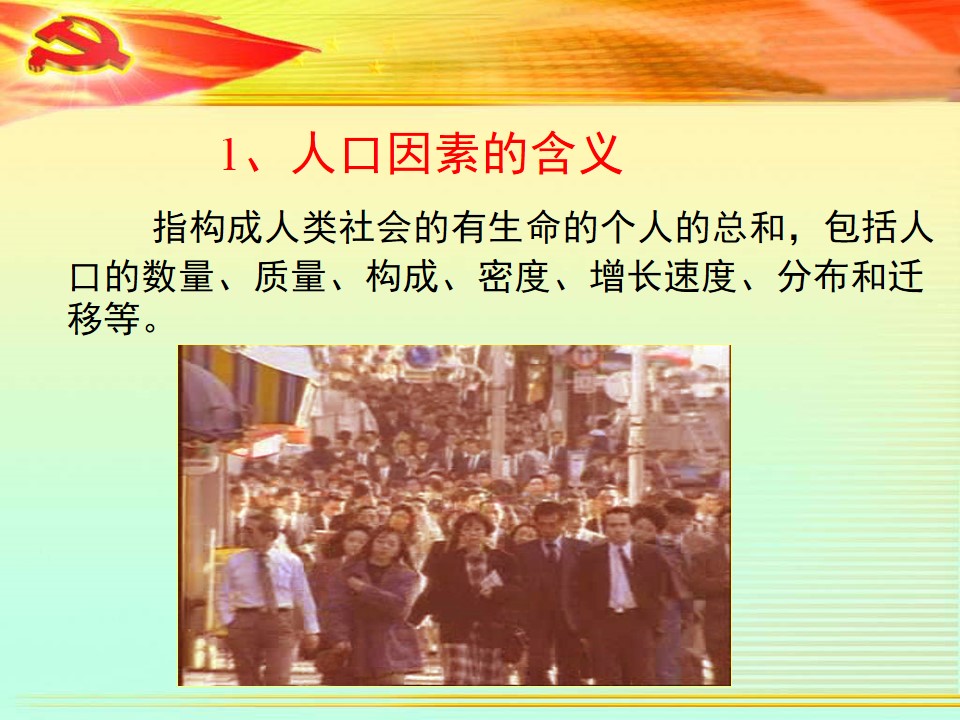 1、人口因素的含义
指构成人类社会的有生命的个人的总和，包括人
口的数量、质量、构成、密度、增长速度、分布和迁
移等。